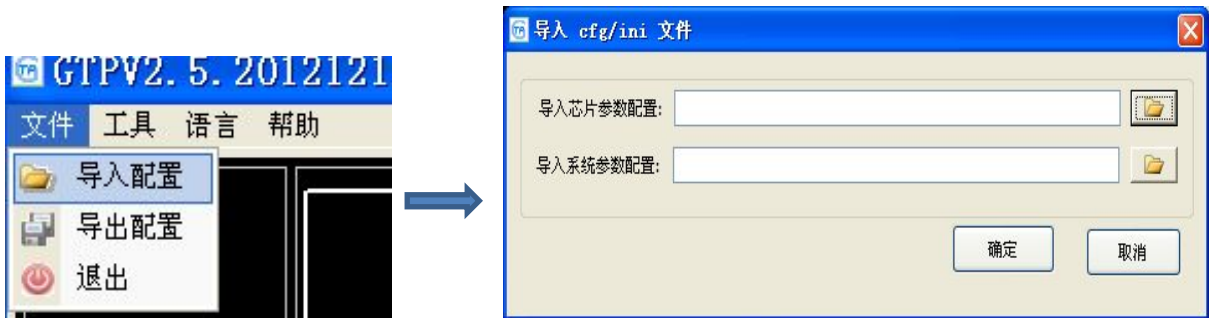 GTPV2.5.2012121
文件 工具 语言 帮助
导入配置
导出配置
退出
导入 cfg/ini 文件
导入芯片参数配置:
导入系统参数配置:
确定 取消